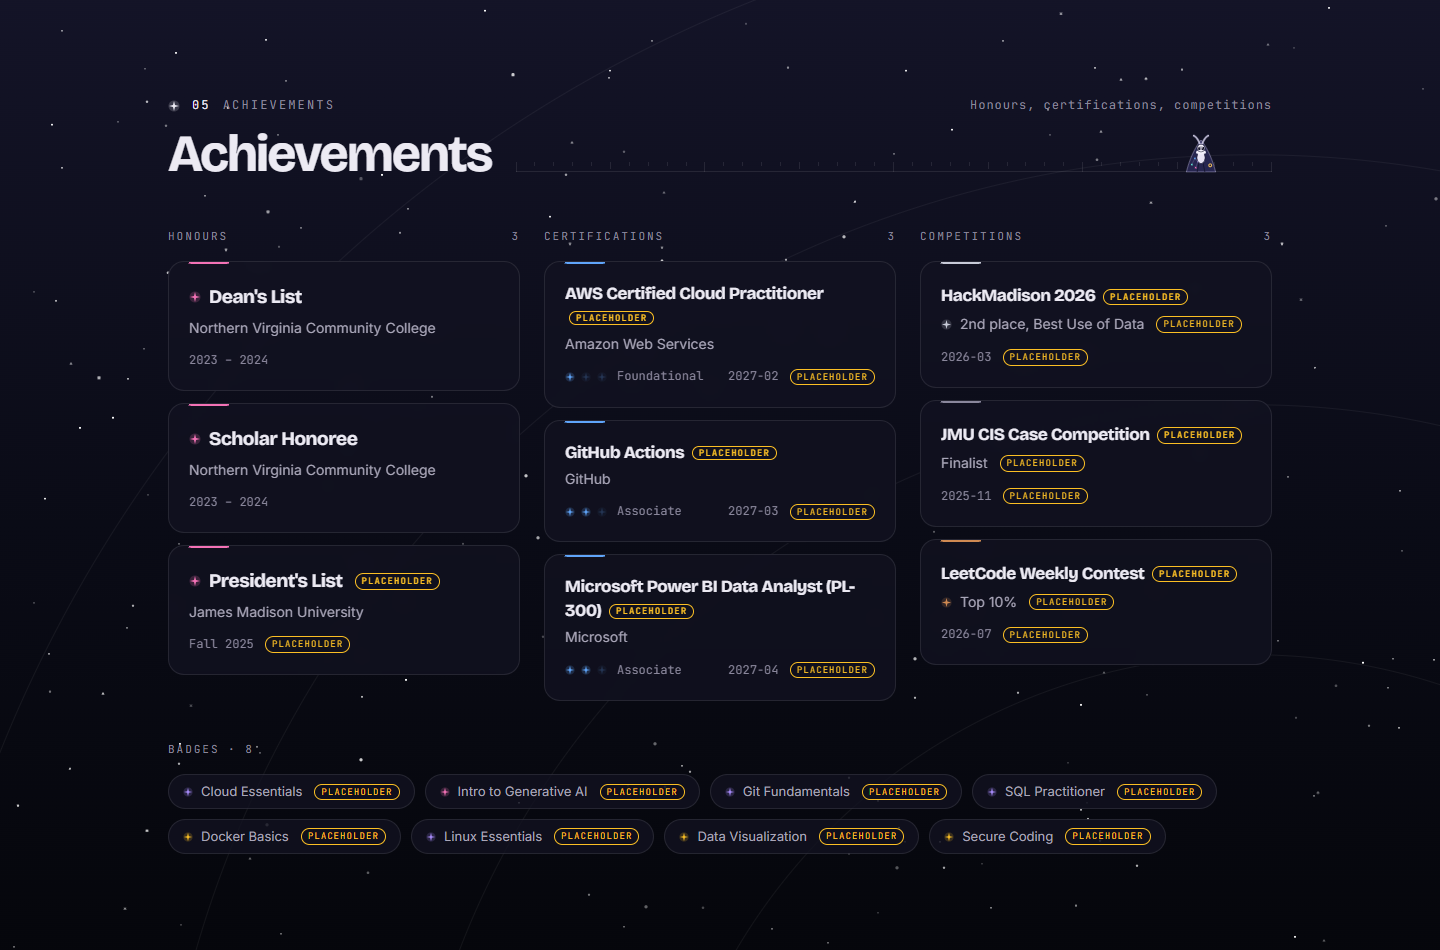 05 ACHIEVEMENTS
Honours, certifications, competitions
Achievements
HONOURS 3
Dean's List
Northern Virginia Community College
2023 – 2024
Scholar Honoree
Northern Virginia Community College
2023 – 2024
President's List PLACEHOLDER
James Madison University
Fall 2025 PLACEHOLDER
CERTIFICATIONS 3
AWS Certified Cloud Practitioner
PLACEHOLDER
Amazon Web Services
Foundational 2027-02 PLACEHOLDER
GitHub Actions PLACEHOLDER
GitHub
Associate 2027-03 PLACEHOLDER
Microsoft Power BI Data Analyst (PL-
300) PLACEHOLDER
Microsoft
Associate 2027-04 PLACEHOLDER
COMPETITIONS 3
HackMadison 2026 PLACEHOLDER
2nd place, Best Use of Data PLACEHOLDER
2026-03 PLACEHOLDER
JMU CIS Case Competition PLACEHOLDER
Finalist PLACEHOLDER
2025-11 PLACEHOLDER
LeetCode Weekly Contest PLACEHOLDER
Top 10% PLACEHOLDER
2026-07 PLACEHOLDER
BADGES · 8
Cloud Essentials PLACEHOLDER
Intro to Generative AI PLACEHOLDER
Git Fundamentals PLACEHOLDER
SQL Practitioner PLACEHOLDER
Docker Basics PLACEHOLDER
Linux Essentials PLACEHOLDER
Data Visualization PLACEHOLDER
Secure Coding PLACEHOLDER